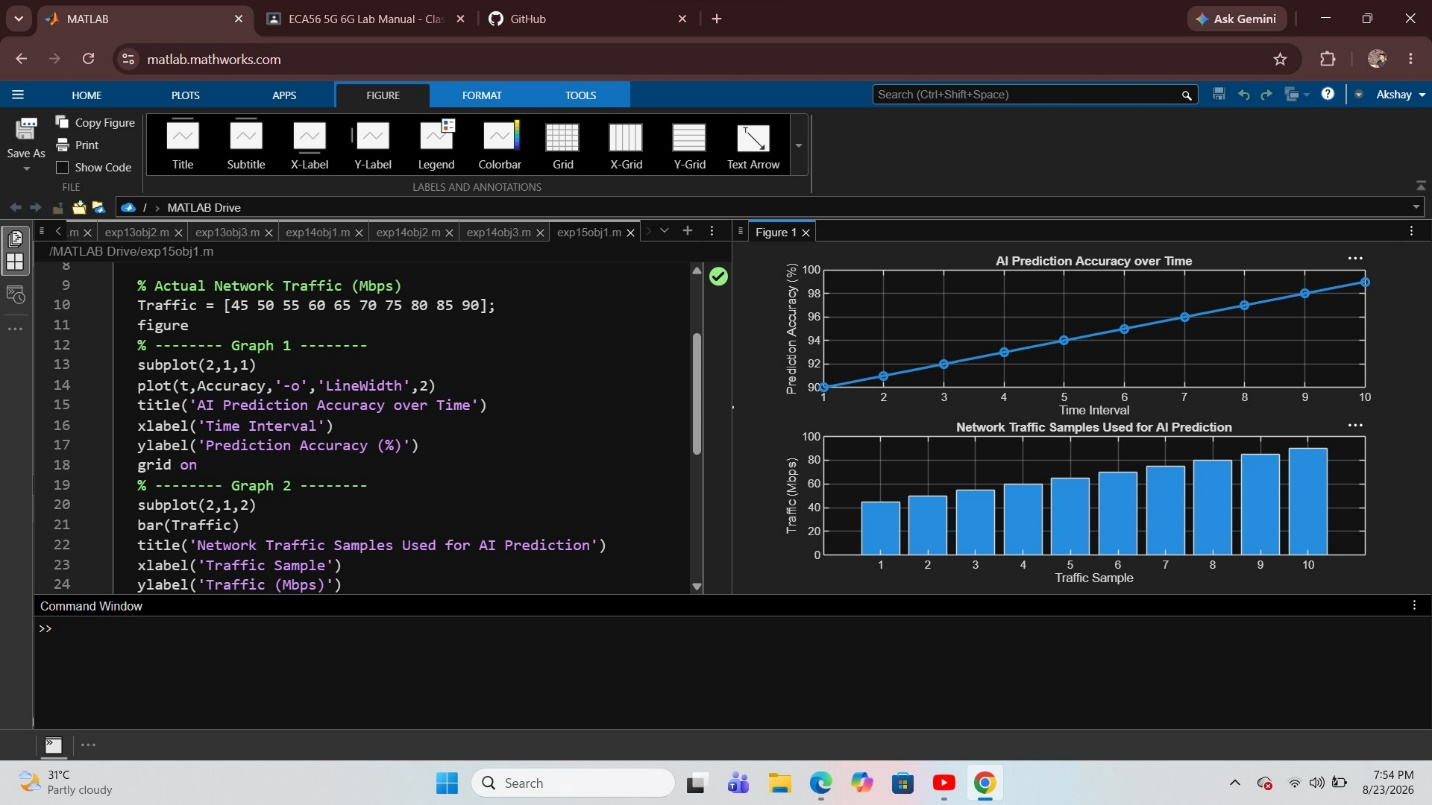 MATLAB
ECA56 5G 6G Lab Manual - Clas
GitHub
Ask Gemini
matlab.mathworks.com
HOME
PLOTS
APPS
FIGURE
FORMAT
TOOLS
Search (Ctrl+Shift+Space)
Akshay
Save As
Copy Figure
Print
Show Code
FILE
Title
Subtitle
X-Label
Y-Label
Legend
Colorbar
Grid
X-Grid
Y-Grid
Text Arrow
LABELS AND ANNOTATIONS
/ › MATLAB Drive
.m
exp13obj2.m
exp13obj3.m
exp14obj1.m
exp14obj2.m
exp14obj3.m
exp15obj1.m
/MATLAB Drive/exp15obj1.m
8
9 % Actual Network Traffic (Mbps)
10 Traffic = [45 50 55 60 65 70 75 80 85 90];
11 figure
12 % -------- Graph 1 --------
13 subplot(2,1,1)
14 plot(t,Accuracy,'-o','LineWidth',2)
15 title('AI Prediction Accuracy over Time')
16 xlabel('Time Interval')
17 ylabel('Prediction Accuracy (%)')
18 grid on
19 % -------- Graph 2 --------
20 subplot(2,1,2)
21 bar(Traffic)
22 title('Network Traffic Samples Used for AI Prediction')
23 xlabel('Traffic Sample')
24 ylabel('Traffic (Mbps)')
Figure 1
AI Prediction Accuracy over Time
Prediction Accuracy (%)
100
98
96
94
92
90
1 2 3 4 5 6 7 8 9 10
Time Interval
Network Traffic Samples Used for AI Prediction
Traffic (Mbps)
100
80
60
40
20
0
1 2 3 4 5 6 7 8 9 10
Traffic Sample
Command Window
>>
31°C
Partly cloudy
Search
7:54 PM
8/23/2026